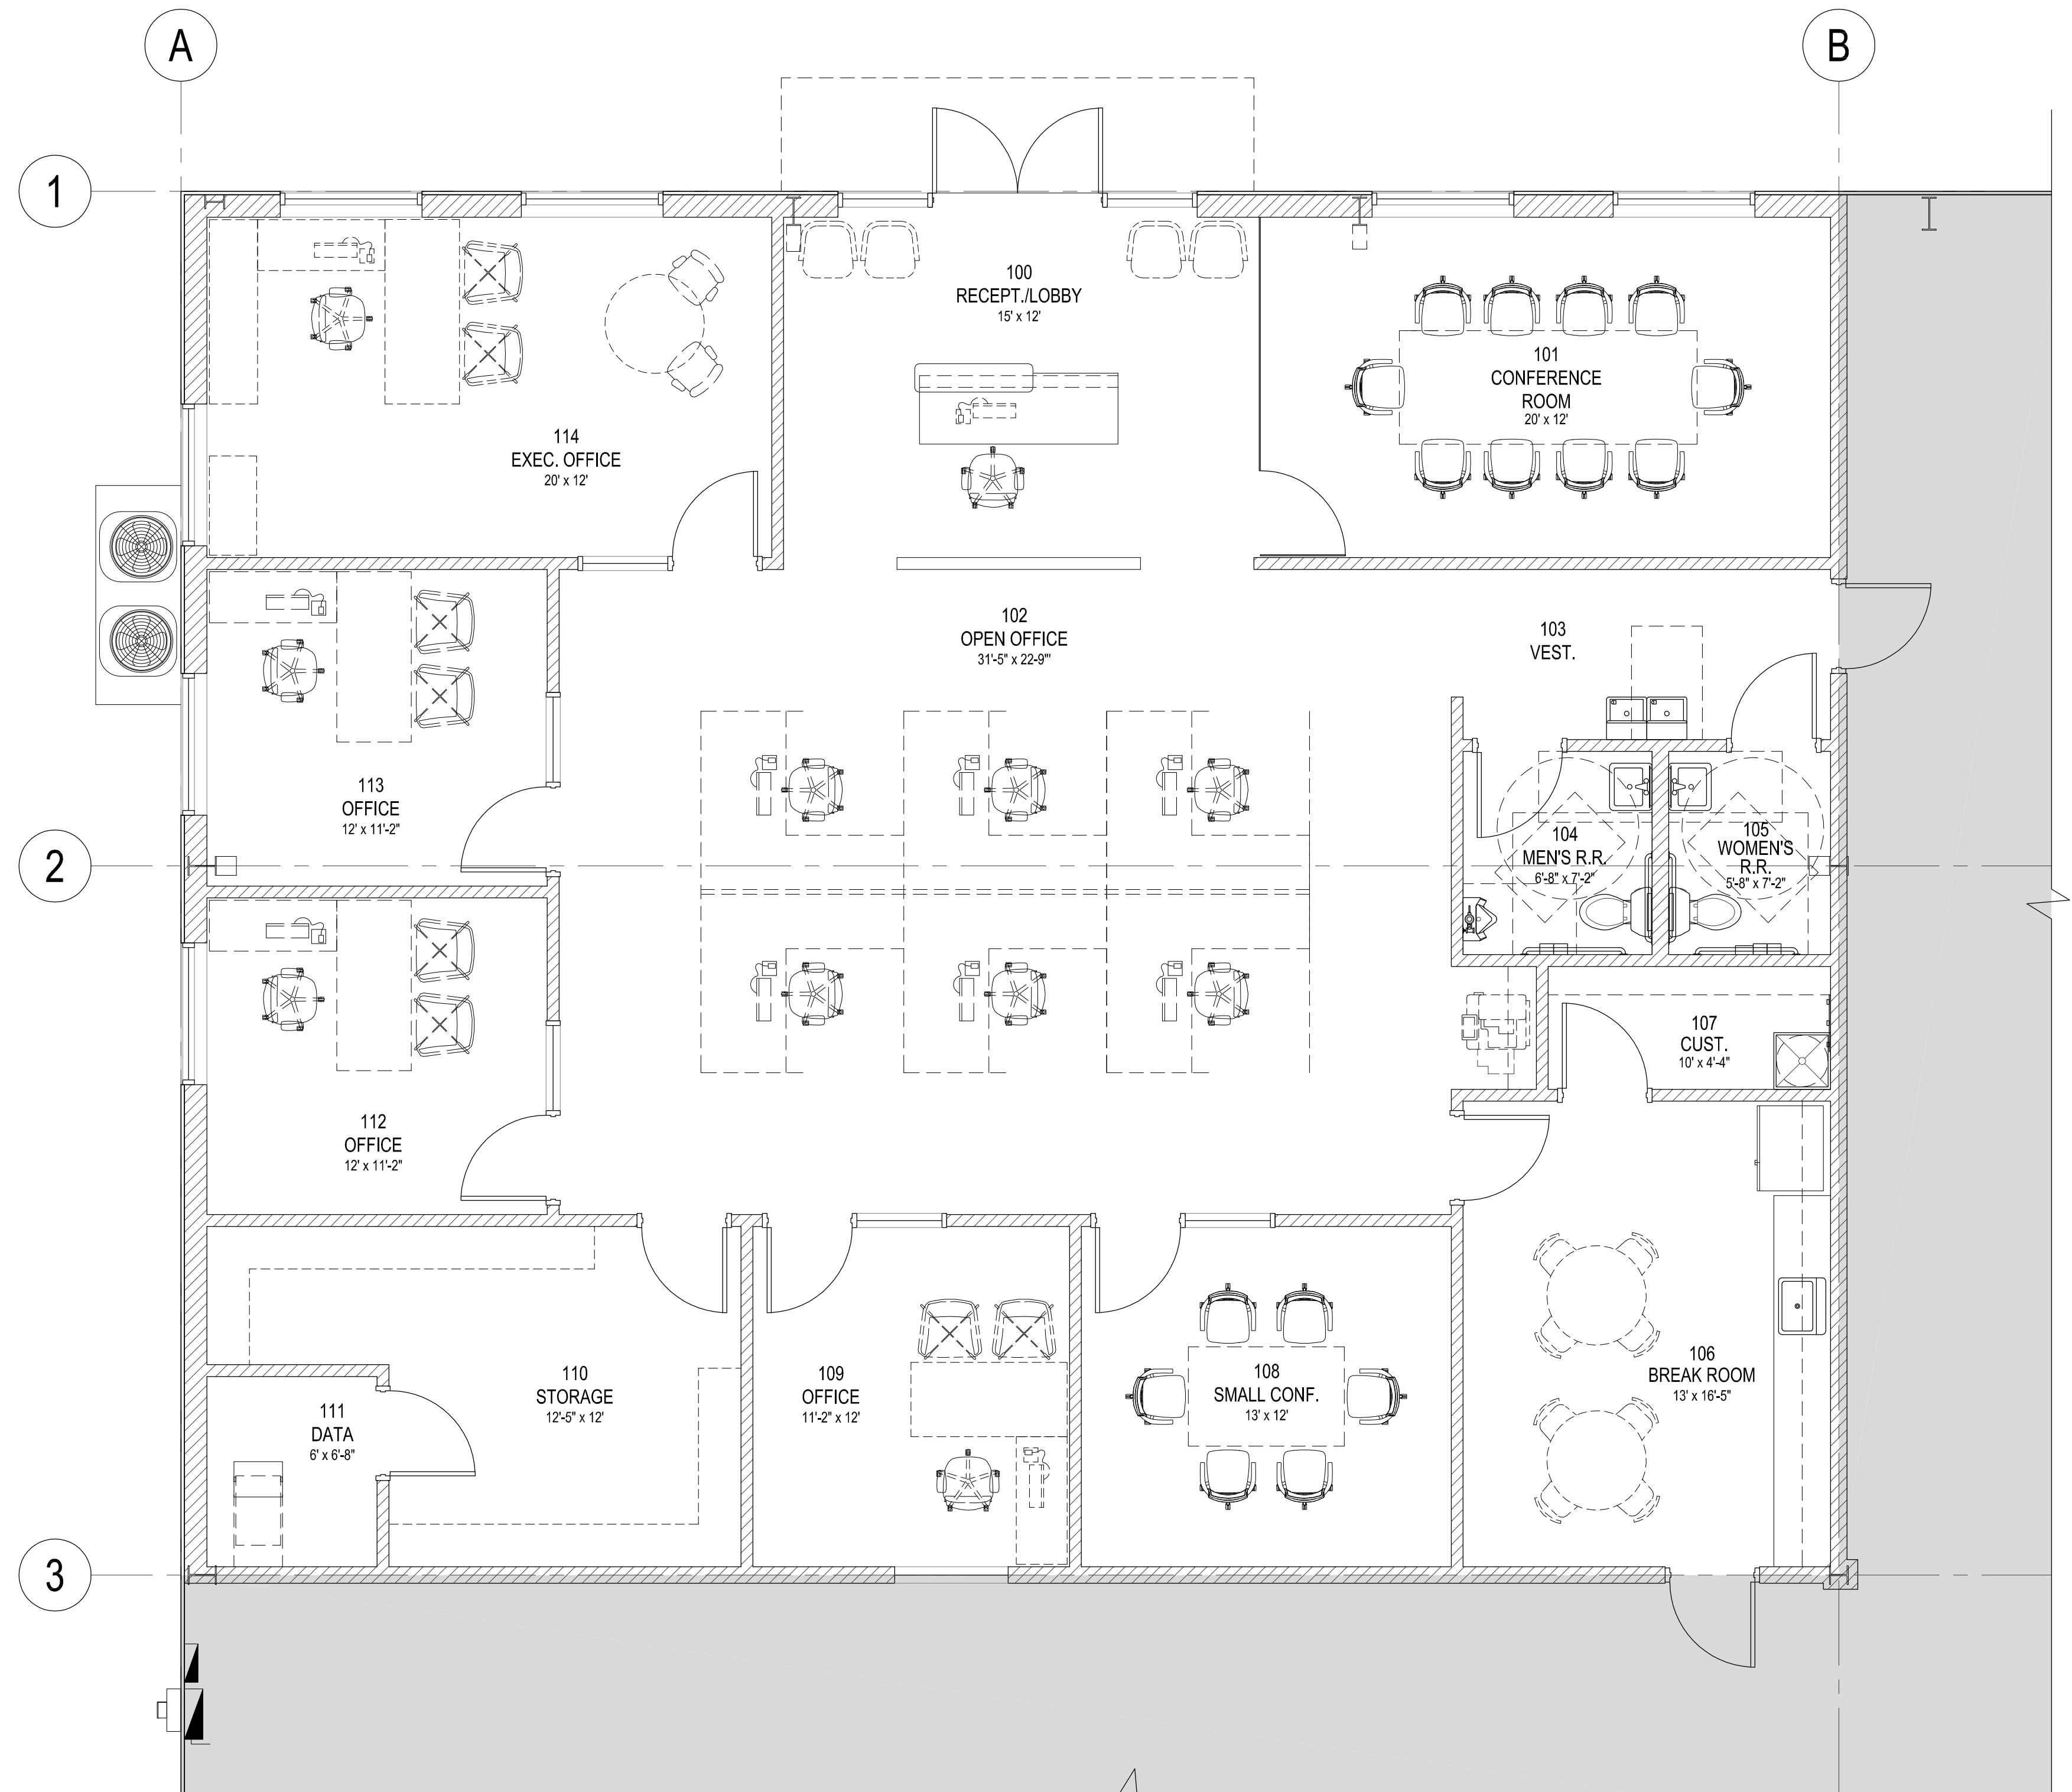 A
B
1
100
RECEPT./LOBBY
15' x 12'
101
CONFERENCE
ROOM
20' x 12'
114
EXEC. OFFICE
20' x 12'
102
OPEN OFFICE
31'-5" x 22-9"'
103
VEST.
113
OFFICE
12' x 11'-2"
2
104
MEN'S R.R.
6'-8" x 7'-2"
105
WOMEN'S
R.R.
5'-8" x 7'-2"
107
CUST.
10' x 4'-4"
112
OFFICE
12' x 11'-2"
106
BREAK ROOM
13' x 16'-5"
108
SMALL CONF.
13' x 12'
109
OFFICE
11'-2" x 12'
110
STORAGE
12'-5" x 12'
111
DATA
6' x 6'-8"
3